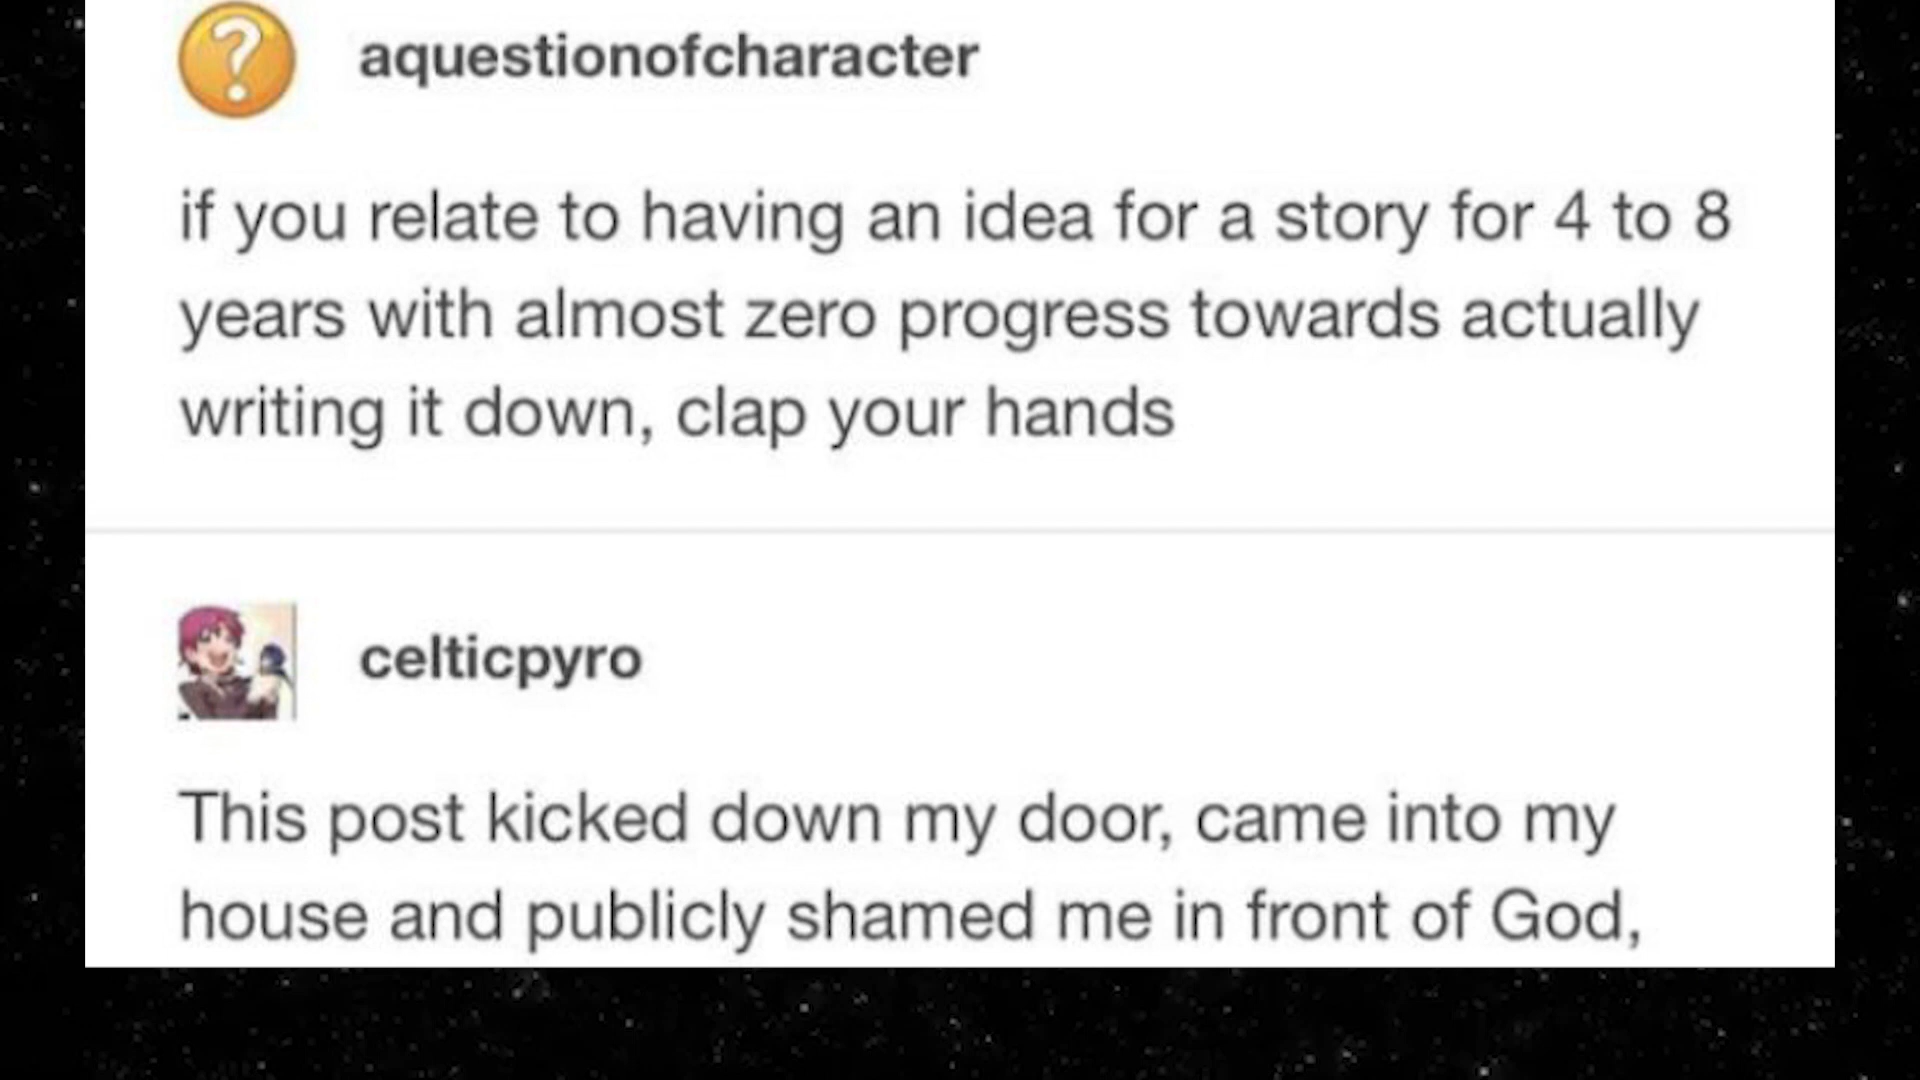 aquestionofcharacter
if you relate to having an idea for a story for 4 to 8
years with almost zero progress towards actually
writing it down, clap your hands
celticpyro
This post kicked down my door, came into my
house and publicly shamed me in front of God,